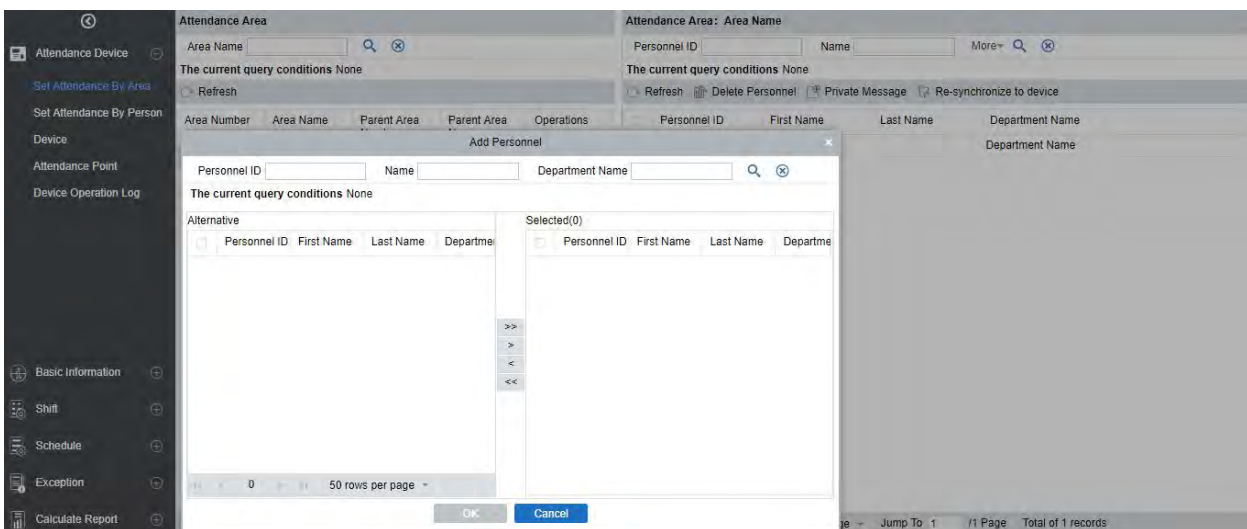 Attendance Device
Set Attendance By Area
Set Attendance By Person
Device
Attendance Point
Device Operation Log
Basic Information
Shift
Schedule
Exception
Calculate Report
Attendance Area
Area Name
The current query conditions None
Refresh
Area Number Area Name Parent Area Parent Area Operations
Attendance Area: Area Name
Personnel ID Name More
The current query conditions None
Refresh Delete Personnel Private Message Re-synchronize to device
Personnel ID First Name Last Name Department Name
Department Name
Add Personnel
Personnel ID Name Department Name
The current query conditions None
Alternative
Personnel ID First Name Last Name Departmen
Selected(0)
Personnel ID First Name Last Name Departme
>>
>
<
<<
0 50 rows per page
OK Cancel
Jump To 1 /1 Page Total of 1 records